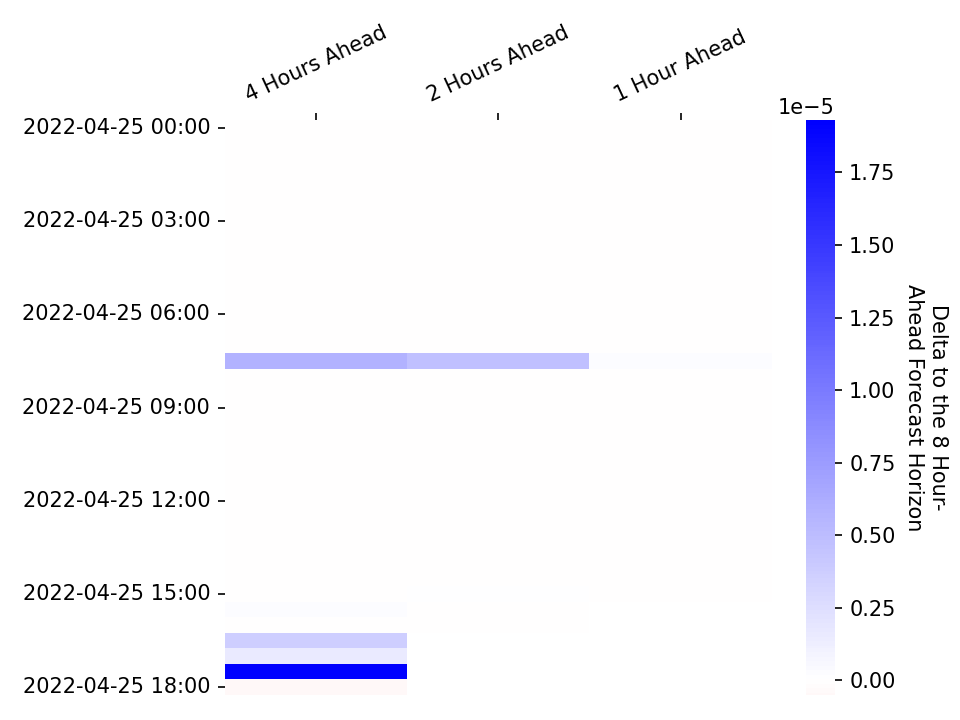 4 Hours Ahead
2 Hours Ahead
1 Hour Ahead
1e−5
2022-04-25 00:00
2022-04-25 03:00
2022-04-25 06:00
2022-04-25 09:00
2022-04-25 12:00
2022-04-25 15:00
2022-04-25 18:00
1.75
1.50
1.25
1.00
0.75
0.50
0.25
0.00
Delta to the 8 Hour-
Ahead Forecast Horizon